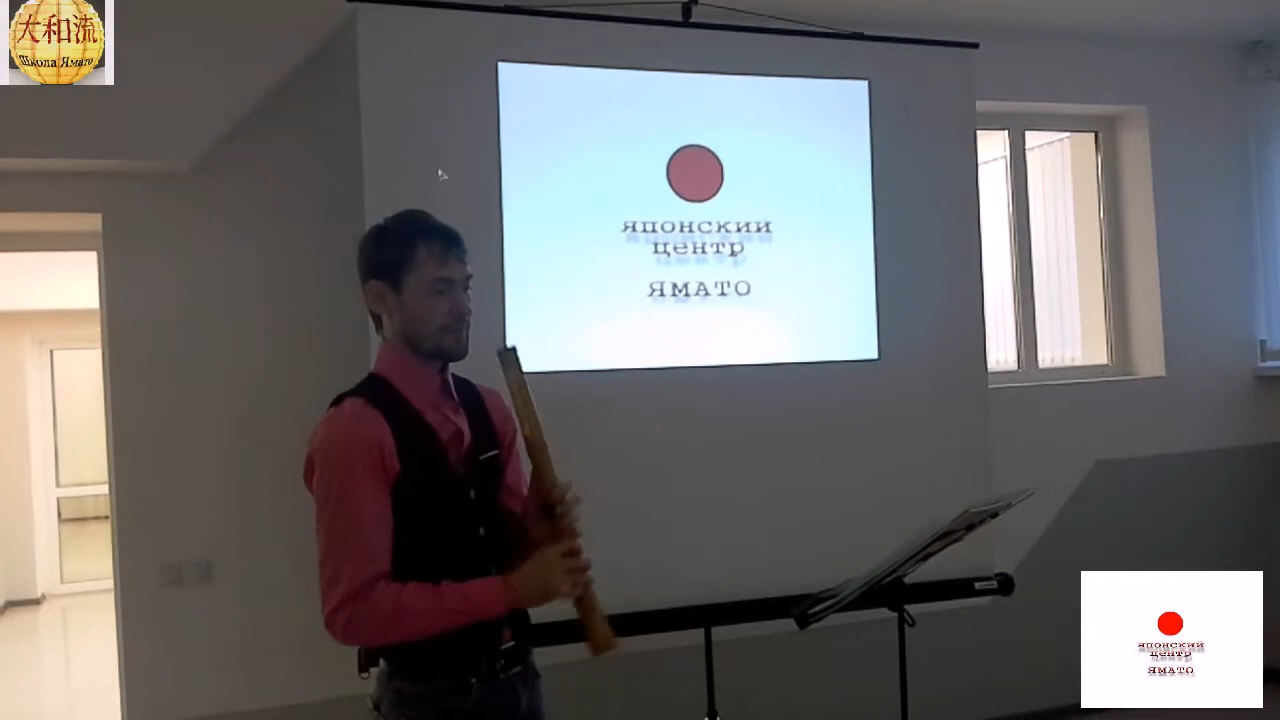 大和流
Школа Ямато
ЯПОНСКИЙ
центр
ЯМАТО
ЯПОНСКИЙ
центр
ЯМАТО